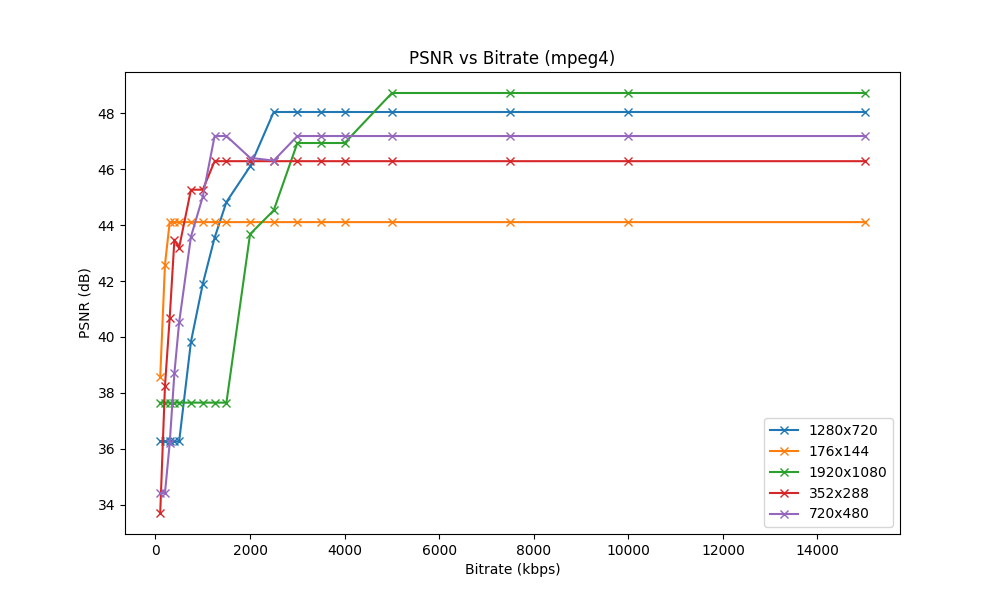 PSNR vs Bitrate (mpeg4)
PSNR (dB)
48
46
44
42
40
38
36
34
0 2000 4000 6000 8000 10000 12000 14000
Bitrate (kbps)
1280x720
176x144
1920x1080
352x288
720x480